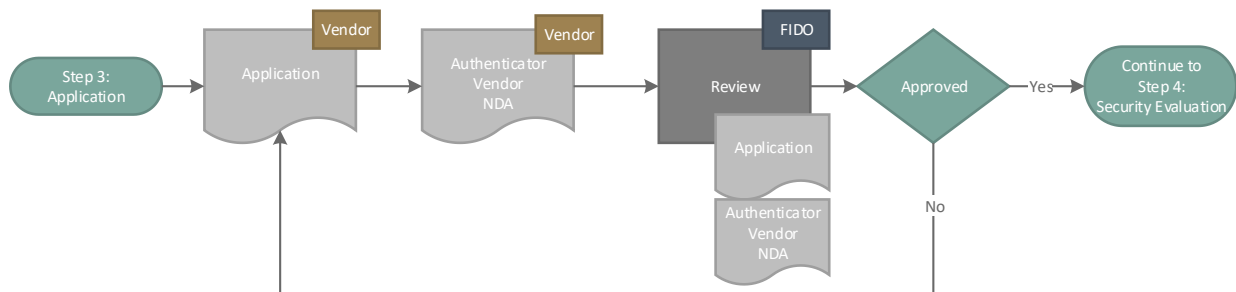 Step 3:
Application
Vendor
Application
Vendor
Authenticator
Vendor
NDA
FIDO
Review
Application
Authenticator
Vendor
NDA
Approved
Yes
No
Continue to
Step 4:
Security Evaluation